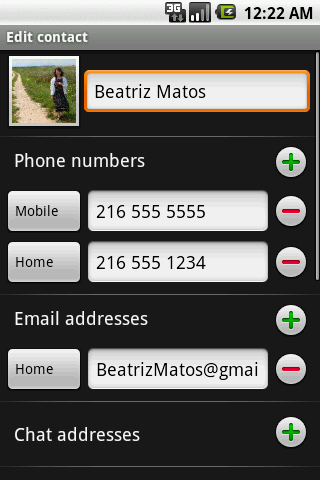 3G 12:22 AM
Edit contact
Beatriz Matos
Phone numbers
Mobile 216 555 5555
Home 216 555 1234
Email addresses
Home BeatrizMatos@gmai
Chat addresses